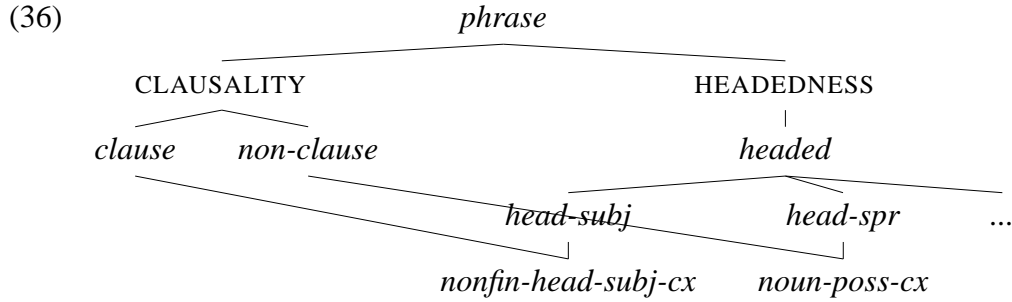 (36) phrase
CLAUSALITY HEADEDNESS
clause non-clause headed
head-subj head-spr ...
nonfin-head-subj-cx noun-poss-cx